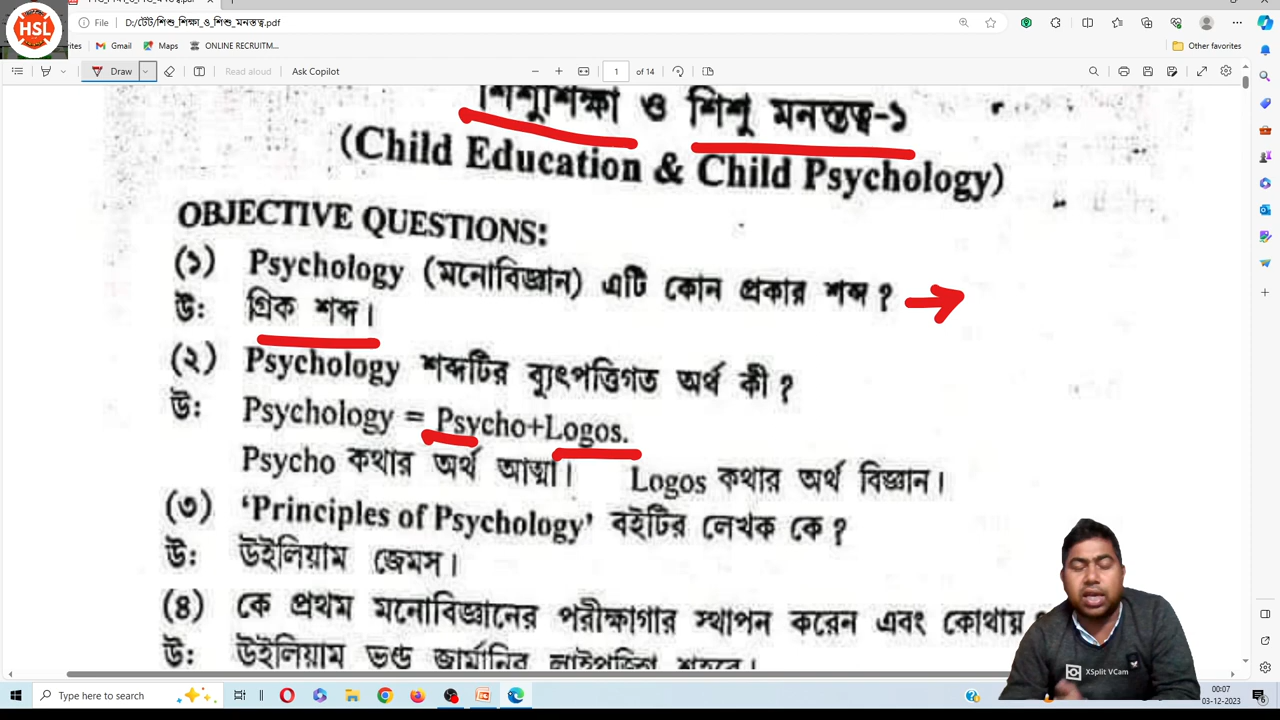 HSL
File D:/টেট/শিশু_শিক্ষা_ও_শিশু_মনস্তত্ব.pdf
Gmail Maps ONLINE RECRUITM... Other favorites
Draw Read aloud Ask Copilot 1 of 14
শিশুশিক্ষা ও শিশু মনস্তত্ব-১
(Child Education & Child Psychology)
OBJECTIVE QUESTIONS:
(১) Psychology (মনোবিজ্ঞান) এটি কোন প্রকার শব্দ ?
উঃ গ্রিক শব্দ।
(২) Psychology শব্দটির ব্যুৎপত্তিগত অর্থ কী ?
উঃ Psychology = Psycho+Logos.
Psycho কথার অর্থ আত্মা। Logos কথার অর্থ বিজ্ঞান।
(৩) ‘Principles of Psychology’ বইটির লেখক কে ?
উঃ উইলিয়াম জেমস।
(৪) কে প্রথম মনোবিজ্ঞানের পরীক্ষাগার স্থাপন করেন এবং কোথায়
উঃ উইলিয়াম ভণ্ড জার্মানির লাইপজিগ শহরে।
XSplit VCam
Type here to search
00:07
03-12-2023